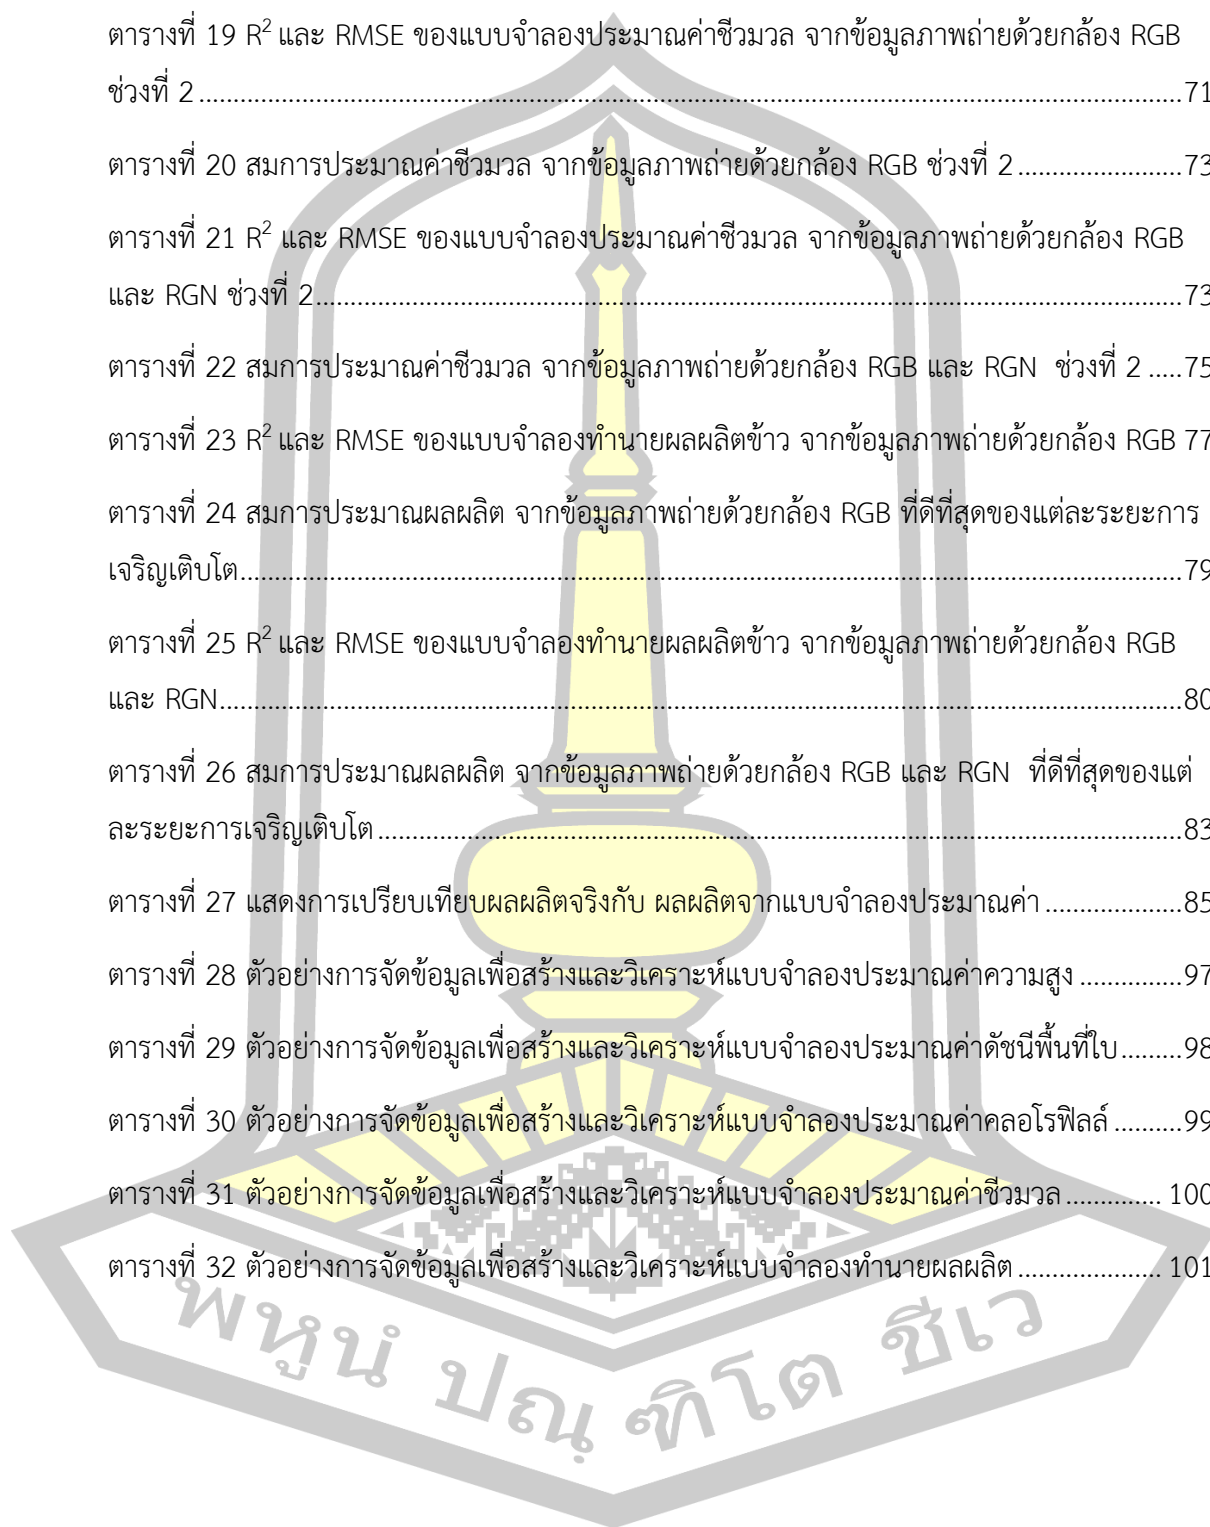 ตารางที่ 19 R² และ RMSE ของแบบจำลองประมาณค่าชีวมวล จากข้อมูลภาพถ่ายด้วยกล้อง RGB
ช่วงที่ 2 ........................................................................................................................71
ตารางที่ 20 สมการประมาณค่าชีวมวล จากข้อมูลภาพถ่ายด้วยกล้อง RGB ช่วงที่ 2 ........................73
ตารางที่ 21 R² และ RMSE ของแบบจำลองประมาณค่าชีวมวล จากข้อมูลภาพถ่ายด้วยกล้อง RGB
และ RGN ช่วงที่ 2 ........................................................................................................73
ตารางที่ 22 สมการประมาณค่าชีวมวล จากข้อมูลภาพถ่ายด้วยกล้อง RGB และ RGN ช่วงที่ 2 .....75
ตารางที่ 23 R² และ RMSE ของแบบจำลองทำนายผลผลิตข้าว จากข้อมูลภาพถ่ายด้วยกล้อง RGB 77
ตารางที่ 24 สมการประมาณผลผลิต จากข้อมูลภาพถ่ายด้วยกล้อง RGB ที่ดีที่สุดของแต่ละระยะการ
เจริญเติบโต ..................................................................................................................79
ตารางที่ 25 R² และ RMSE ของแบบจำลองทำนายผลผลิตข้าว จากข้อมูลภาพถ่ายด้วยกล้อง RGB
และ RGN ....................................................................................................................80
ตารางที่ 26 สมการประมาณผลผลิต จากข้อมูลภาพถ่ายด้วยกล้อง RGB และ RGN ที่ดีที่สุดของแต่
ละระยะการเจริญเติบโต ..................................................................................................83
ตารางที่ 27 แสดงการเปรียบเทียบผลผลิตจริงกับ ผลผลิตจากแบบจำลองประมาณค่า ....................85
ตารางที่ 28 ตัวอย่างการจัดข้อมูลเพื่อสร้างและวิเคราะห์แบบจำลองประมาณค่าความสูง ...............97
ตารางที่ 29 ตัวอย่างการจัดข้อมูลเพื่อสร้างและวิเคราะห์แบบจำลองประมาณค่าดัชนีพื้นที่ใบ .........98
ตารางที่ 30 ตัวอย่างการจัดข้อมูลเพื่อสร้างและวิเคราะห์แบบจำลองประมาณค่าคลอโรฟิลล์ ..........99
ตารางที่ 31 ตัวอย่างการจัดข้อมูลเพื่อสร้างและวิเคราะห์แบบจำลองประมาณค่าชีวมวล .............. 100
ตารางที่ 32 ตัวอย่างการจัดข้อมูลเพื่อสร้างและวิเคราะห์แบบจำลองทำนายผลผลิต ..................... 101
พหูนํ ปณฺฑิโต ชีเว